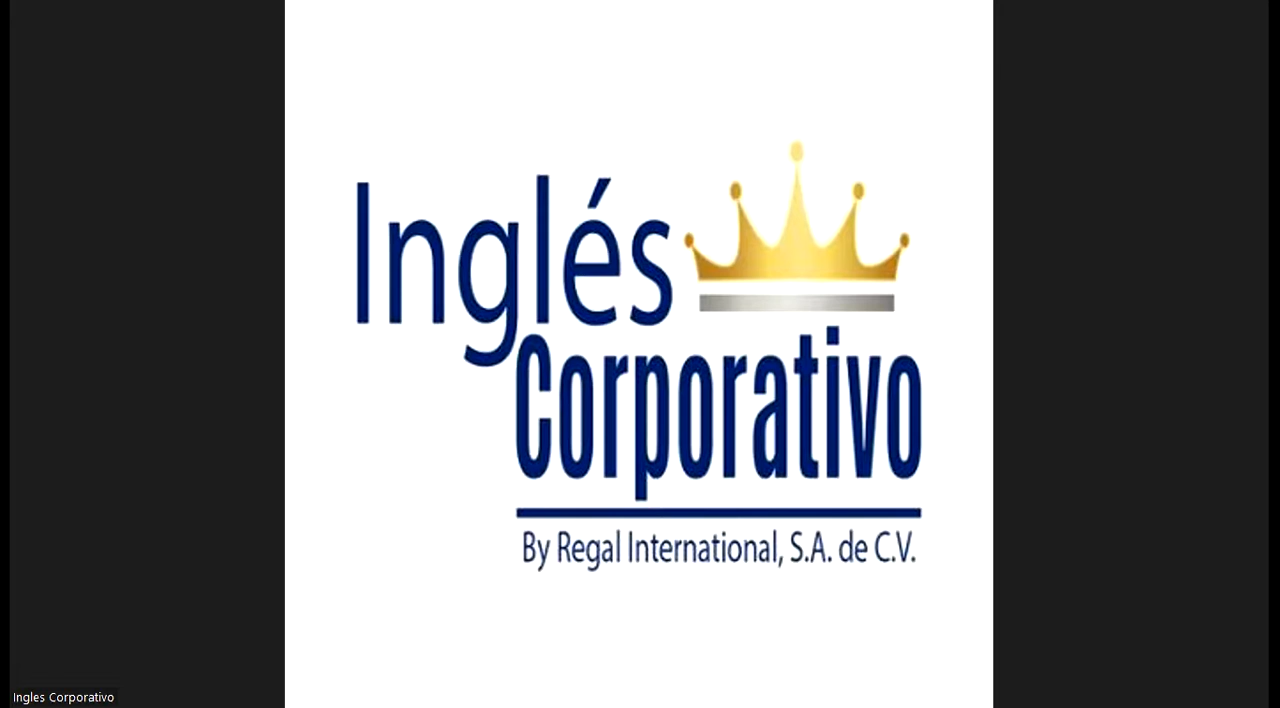 Inglés
Corporativo
By Regal International, S.A. de C.V.
Ingles Corporativo